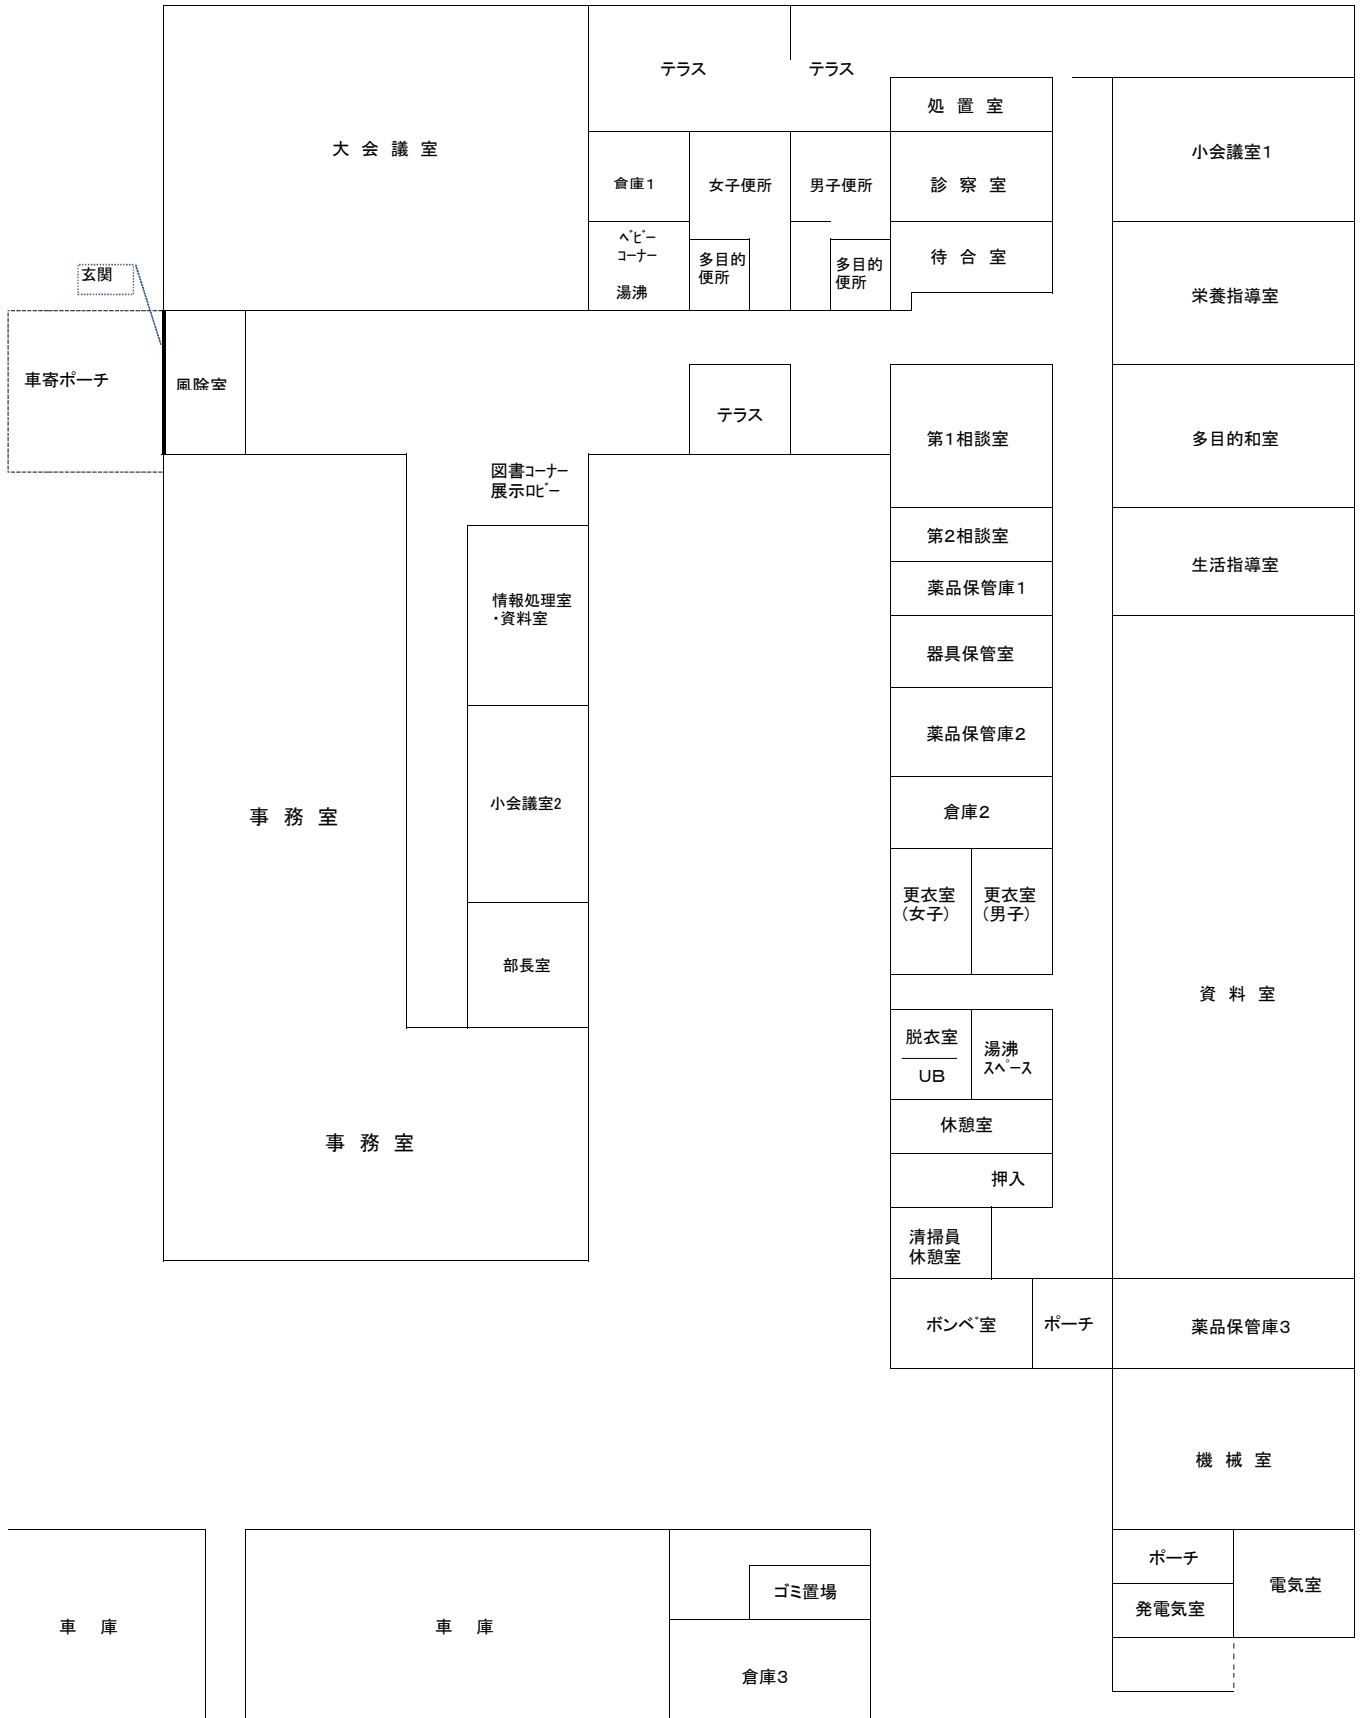 テラス
テラス
処 置 室
大 会 議 室
小会議室1
倉庫1
女子便所
男子便所
診 察 室
ベビー
コーナー
湯沸
多目的
便所
多目的
便所
待 合 室
玄関
栄養指導室
車寄ポーチ
風除室
テラス
第1相談室
多目的和室
図書コーナー
展示ロビー
第2相談室
生活指導室
薬品保管庫1
情報処理室
・資料室
器具保管室
薬品保管庫2
事 務 室
小会議室2
倉庫2
更衣室
(女子)
更衣室
(男子)
部長室
資 料 室
脱衣室
UB
湯沸
スペース
休憩室
事 務 室
押入
清掃員
休憩室
ボンベ室
ポーチ
薬品保管庫3
機 械 室
ポーチ
電気室
ゴミ置場
発電気室
車 庫
車 庫
倉庫3